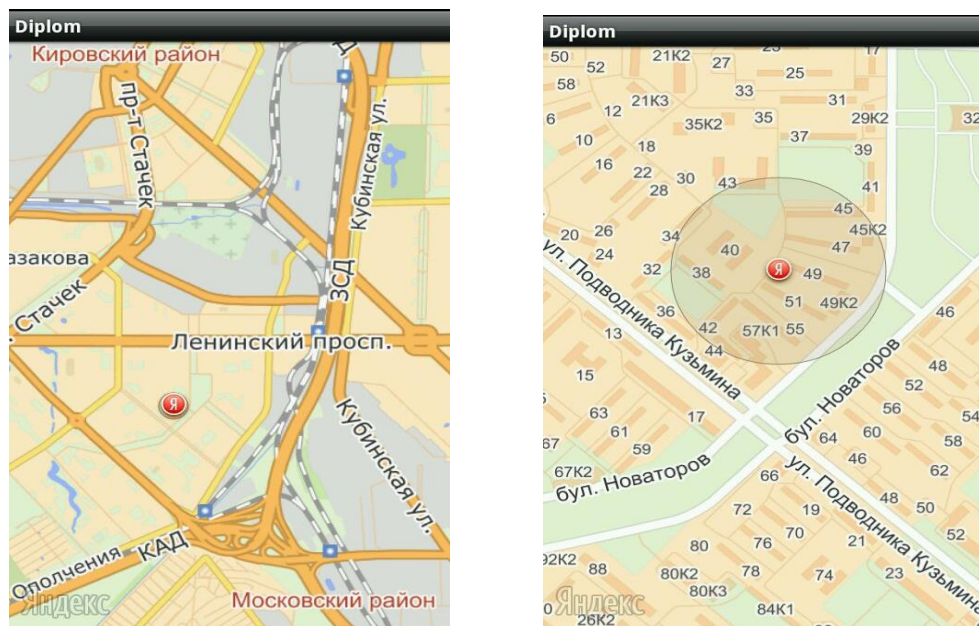 Diplom
Кировский район
пр-т Стачек
Кубинская ул.
азакова
ЗСД
. Стачек
Ленинский просп.
Я
Кубинская ул.
КАД
Ополчения
Яндекс
Московский район
Diplom
50 52 21К2 27 25
58 33
12 21К3 31
6 35К2 35 29К2 32
10 18 37 39
16 22 30 43 41
28
45
20 26 34 40 45К2
24 47
32 38 Я 49
ул. Подводника Кузьмина
51 49К2
36 42 57К1 55 46
13 44
48
15 52
бул. Новаторов
63 17 56 54
61 64 60
67 59 58
67К2 46 62
бул. Новаторов
66
ул. Подводника Кузьмина
72 19 48 50
80 76 70 21 52
92К2 88 80К2 78 74 23
80К3
Яндекс
0 26К2 84К1